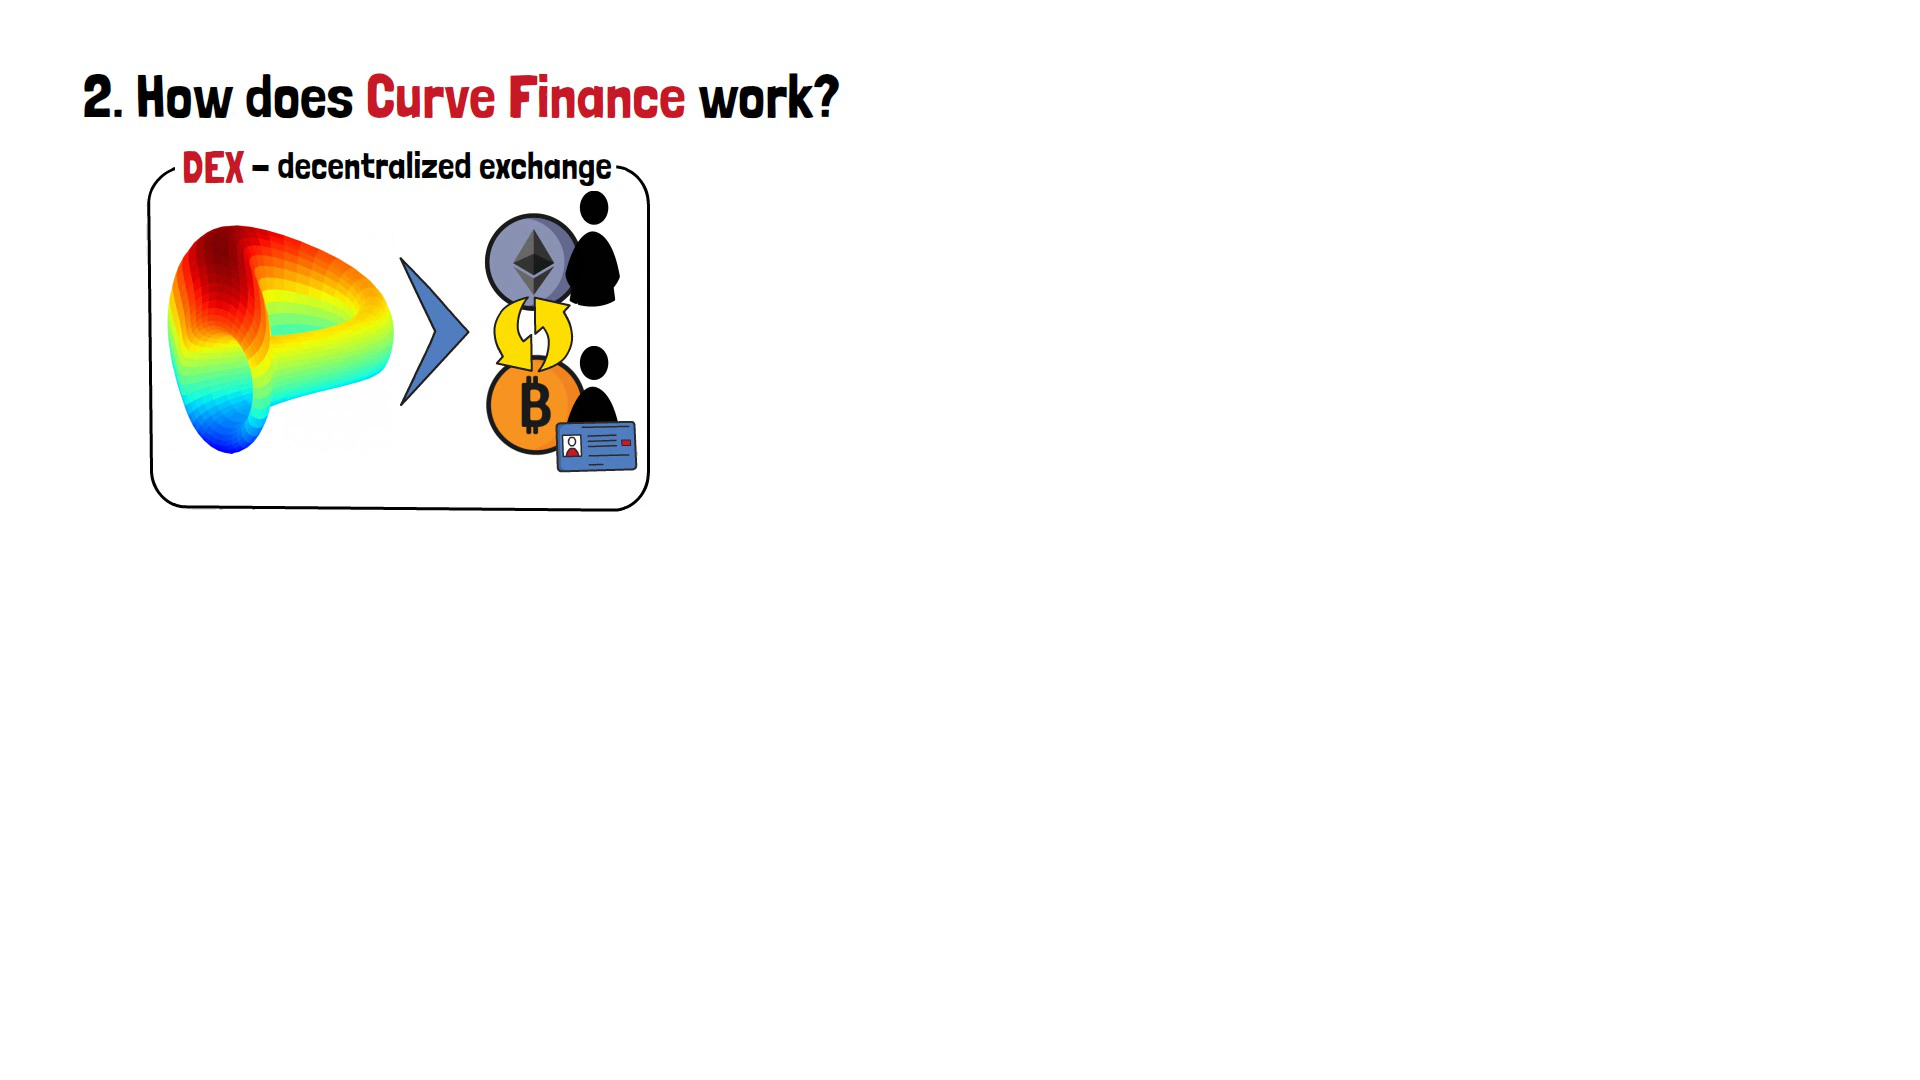 2. How does Curve Finance work?
DEX – decentralized exchange